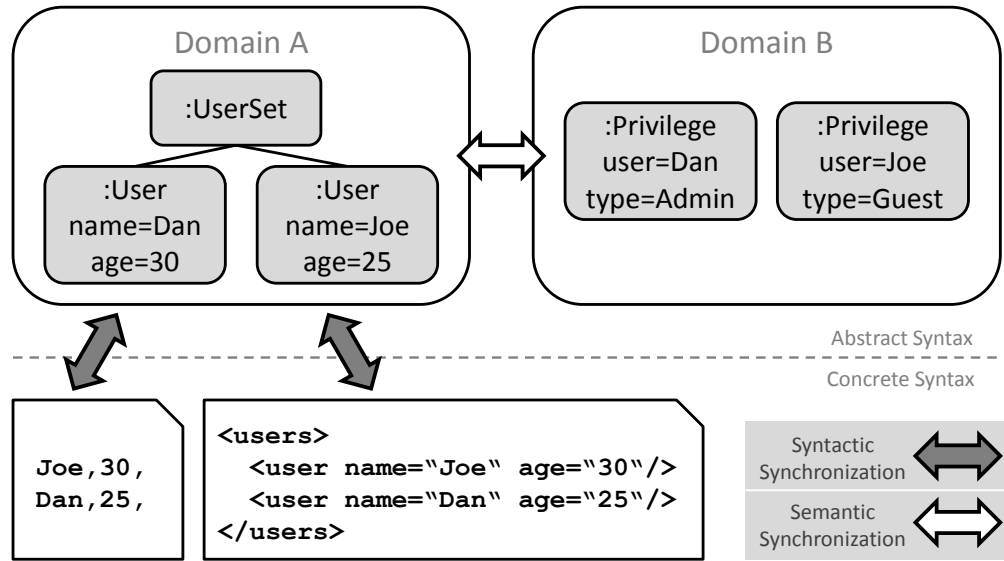 Domain A
:UserSet
:User
name=Dan
age=30
:User
name=Joe
age=25
Domain B
:Privilege
user=Dan
type=Admin
:Privilege
user=Joe
type=Guest
Abstract Syntax
Concrete Syntax
Joe,30,
Dan,25,
<users>
<user name=“Joe“ age=“30“/>
<user name=“Dan“ age=“25“/>
</users>
Syntactic
Synchronization
Semantic
Synchronization